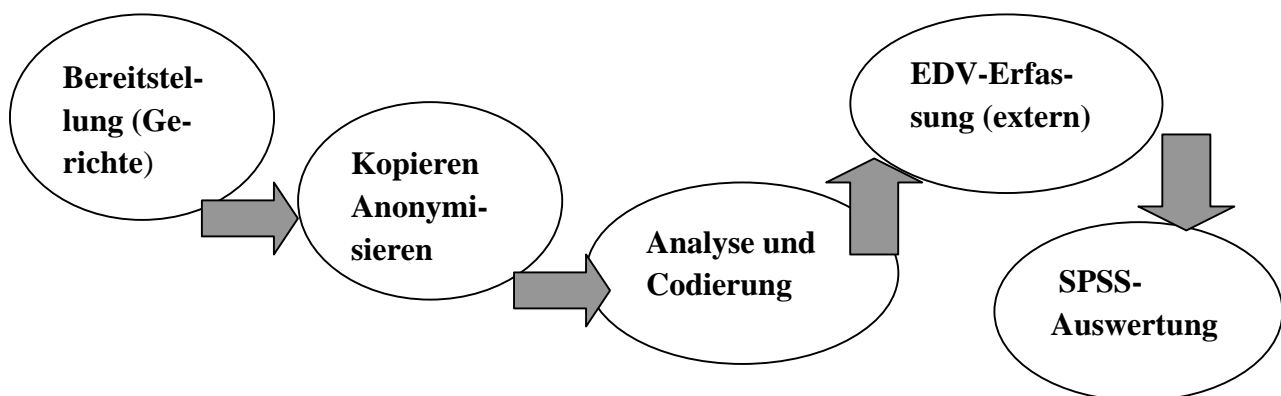 Bereitstel-
lung (Ge-
richte)
Kopieren
Anonymi-
sieren
Analyse und
Codierung
EDV-Erfas-
sung (extern)
SPSS-
Auswertung